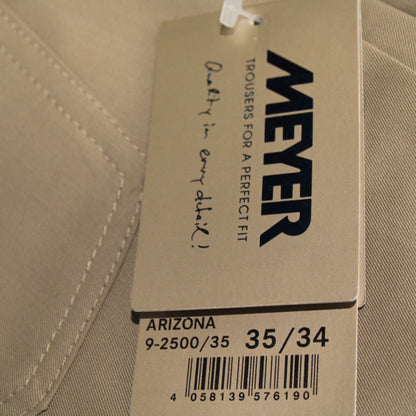 MEYER
TROUSERS FOR A PERFECT FIT
Quality in every detail!
ARIZONA
9-2500/35 35/34
4 058139 576190